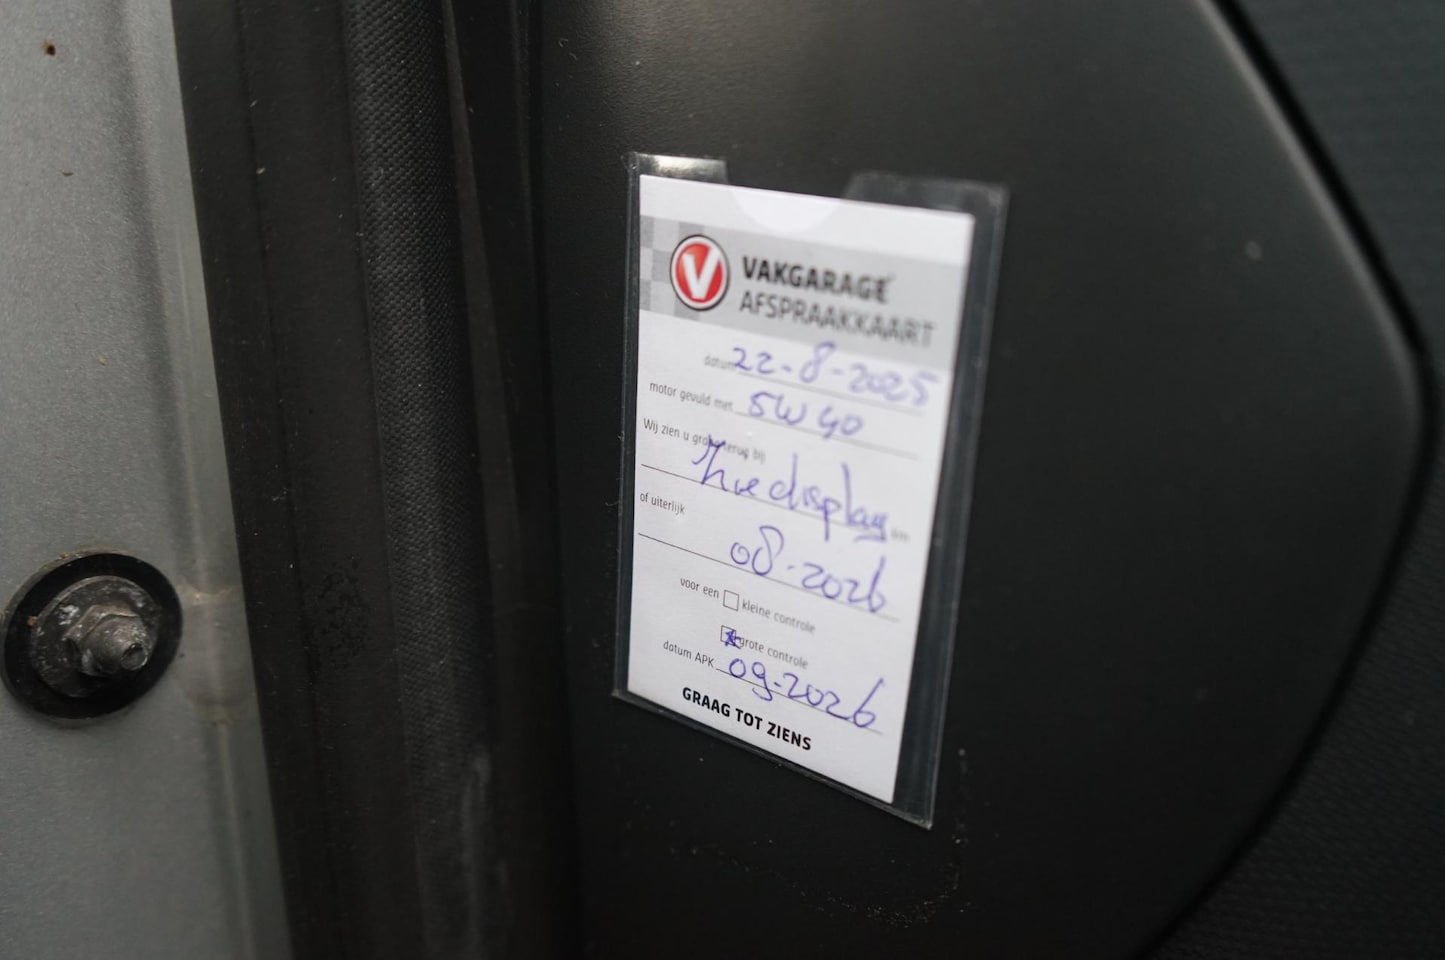 V
VAKGARAGE
AFSPRAAKKAART
datum 22-8-2025
motor gevuld met 5W40
Wij zien u graag terug bij
display km
of uiterlijk
08-2026
voor een kleine controle
grote controle
datum APK 09-2026
GRAAG TOT ZIENS